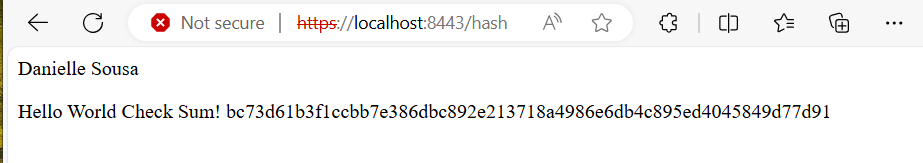 Not secure | https://localhost:8443/hash
Danielle Sousa
Hello World Check Sum! bc73d61b3f1ccbb7e386dbc892e213718a4986e6db4c895ed4045849d77d91